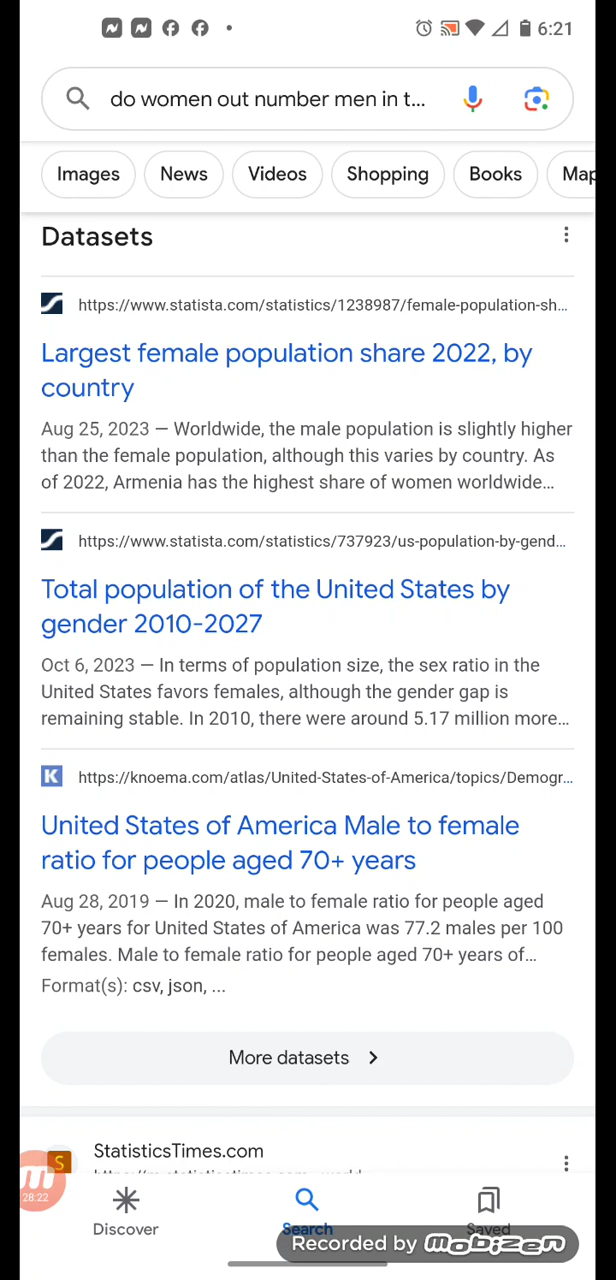 6:21
do women out number men in t...
Images News Videos Shopping Books Map
Datasets
https://www.statista.com/statistics/1238987/female-population-sh...
Largest female population share 2022, by
country
Aug 25, 2023 — Worldwide, the male population is slightly higher
than the female population, although this varies by country. As
of 2022, Armenia has the highest share of women worldwide...
https://www.statista.com/statistics/737923/us-population-by-gend...
Total population of the United States by
gender 2010-2027
Oct 6, 2023 — In terms of population size, the sex ratio in the
United States favors females, although the gender gap is
remaining stable. In 2010, there were around 5.17 million more...
K
https://knoema.com/atlas/United-States-of-America/topics/Demogr...
United States of America Male to female
ratio for people aged 70+ years
Aug 28, 2019 — In 2020, male to female ratio for people aged
70+ years for United States of America was 77.2 males per 100
females. Male to female ratio for people aged 70+ years of...
Format(s): csv, json, ...
More datasets
S
StatisticsTimes.com
28:22
Discover Search Saved
Recorded by mobizen